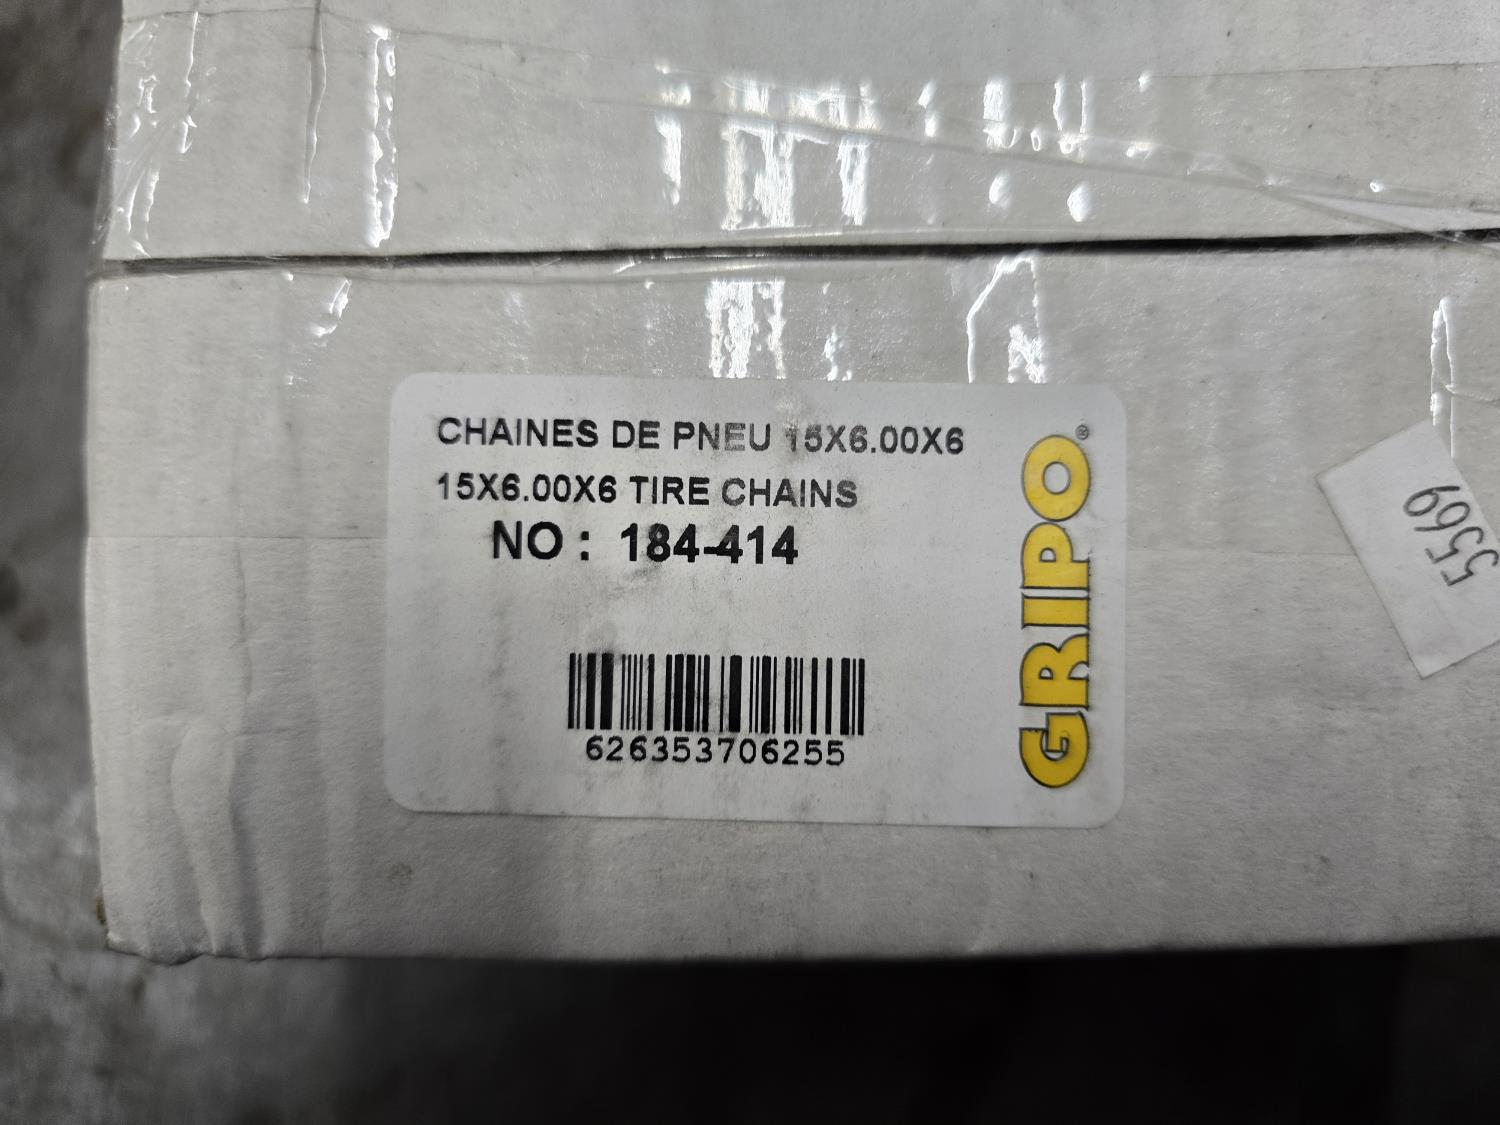 CHAINES DE PNEU 15X6.00X6
15X6.00X6 TIRE CHAINS
NO : 184-414
626353706255
GRIPO®
5569